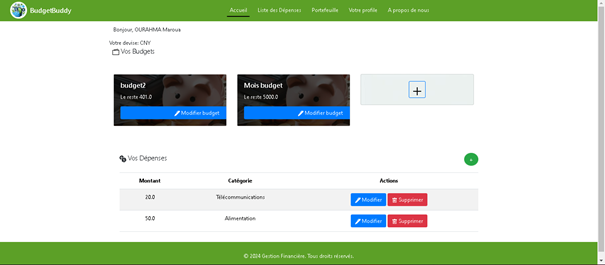 BudgetBuddy
Accueil Liste des Dépenses Portefeuille Votre profile A propos de nous
Bonjour, OURAHMA Maroua
Votre devise: CNY
Vos Budgets
budget2
Le reste 401.0
Modifier budget
Mois budget
Le reste 5000.0
Modifier budget
+
Vos Dépenses
+
Montant Catégorie Actions
20.0 Télécommunications Modifier Supprimer
50.0 Alimentation Modifier Supprimer
© 2024 Gestion Financière. Tous droits réservés.